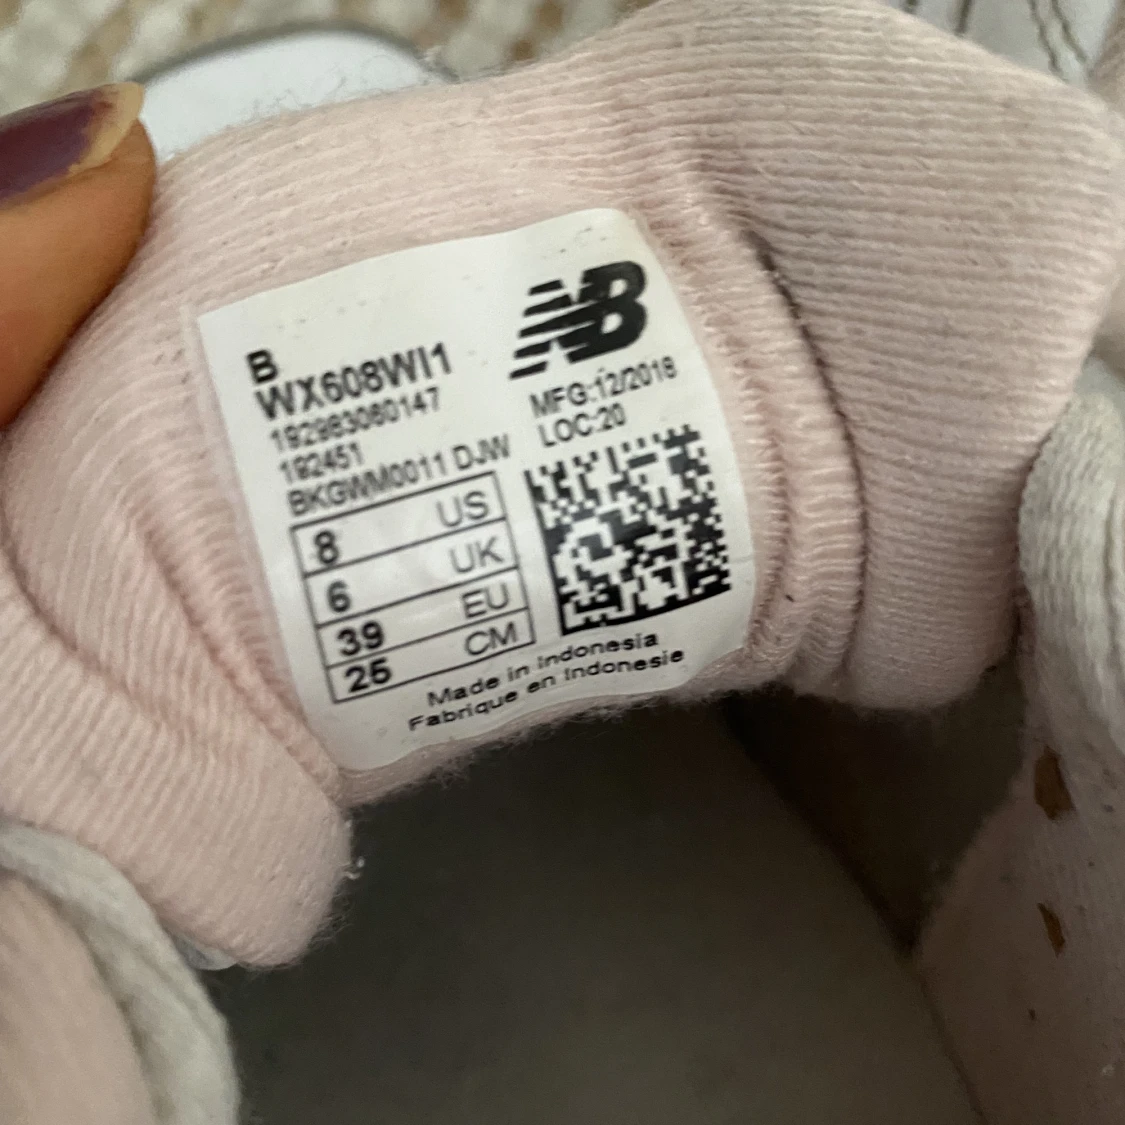 B
WX608WI1
192983080147
192451
BKGWM0011 DJW
NB
MFG:12/2018
LOC:20
8 US
6 UK
39 EU
25 CM
Made in Indonesia
Fabrique en Indonesie